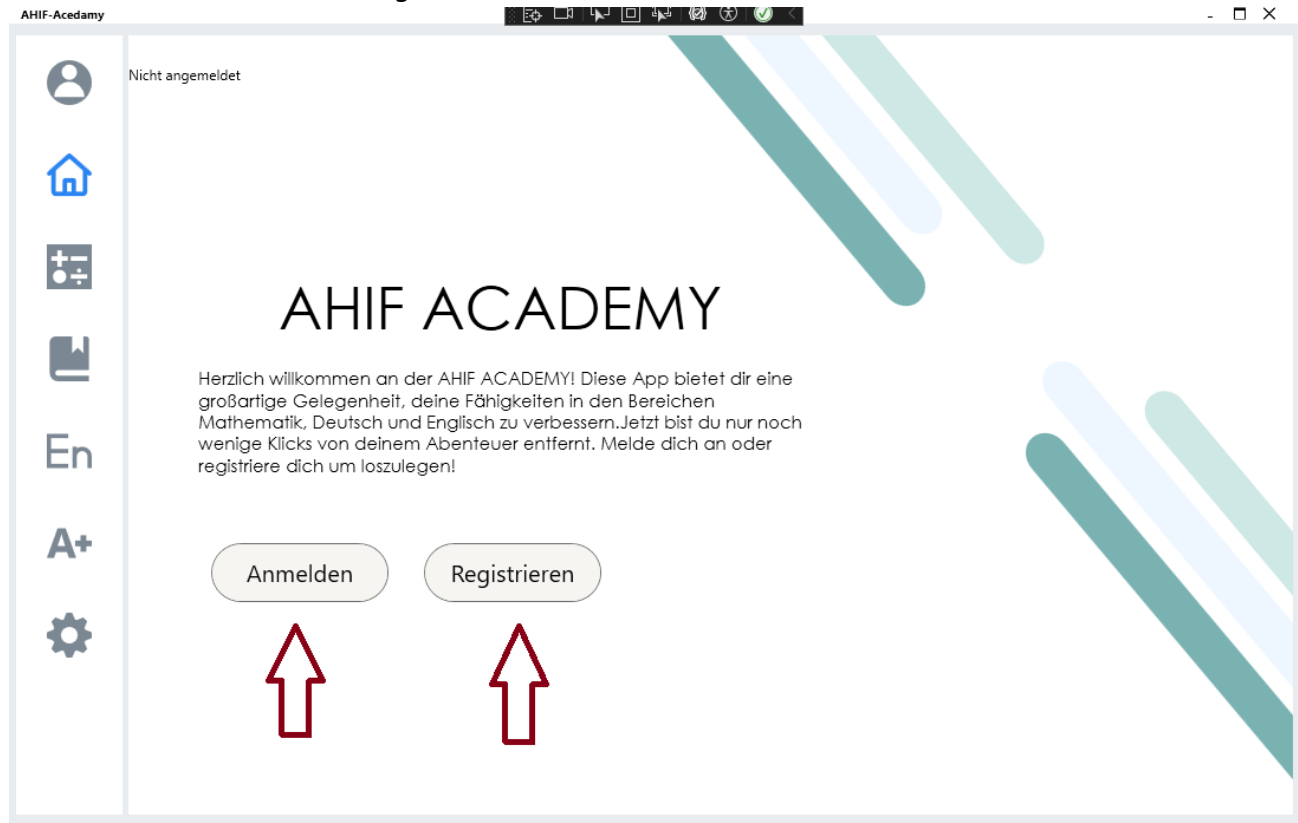 AHIF-Acedamy
Nicht angemeldet
AHIF ACADEMY
Herzlich willkommen an der AHIF ACADEMY! Diese App bietet dir eine
großartige Gelegenheit, deine Fähigkeiten in den Bereichen
Mathematik, Deutsch und Englisch zu verbessern.Jetzt bist du nur noch
wenige Klicks von deinem Abenteuer entfernt. Melde dich an oder
registriere dich um loszulegen!
En
A+
Anmelden
Registrieren